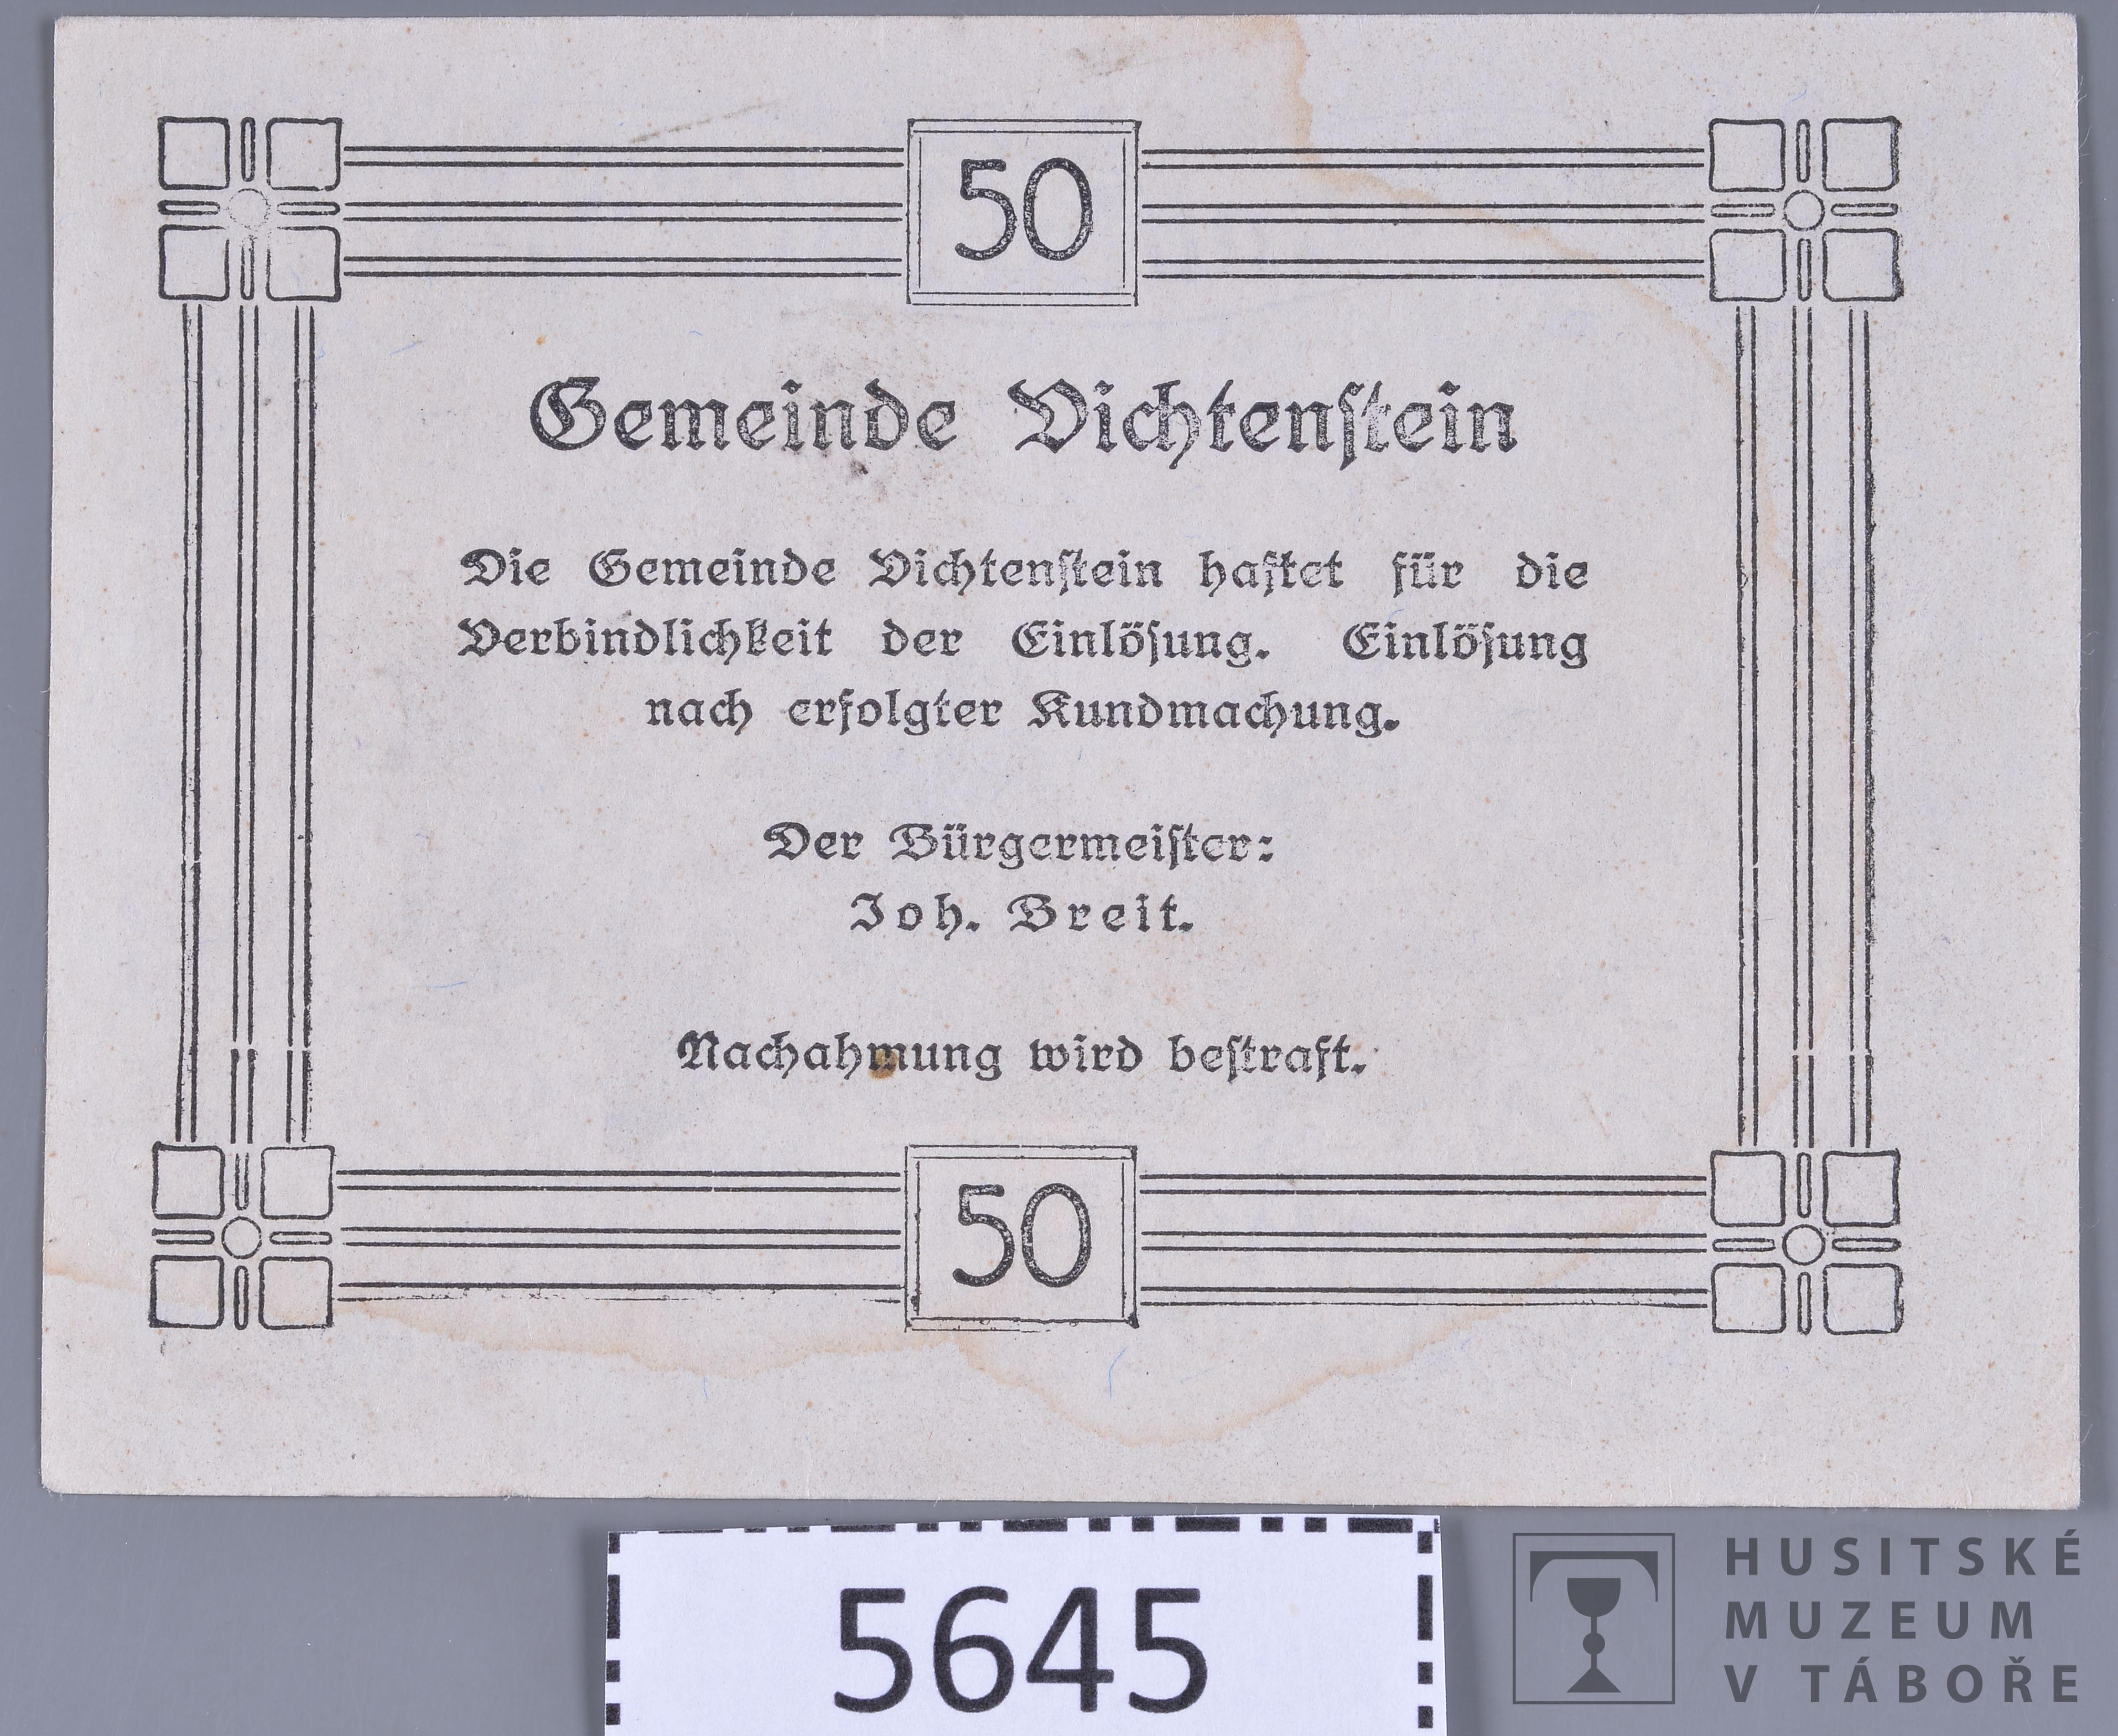 50
Gemeinde Vichtenstein
Die Gemeinde Vichtenstein haftet für die
Verbindlichkeit der Einlösung. Einlösung
nach erfolgter Kundmachung.
Der Bürgermeister:
Joh. Breit.
Nachahmung wird bestraft.
50
5645
HUSITSKÉ
MUZEUM
V TÁBOŘE